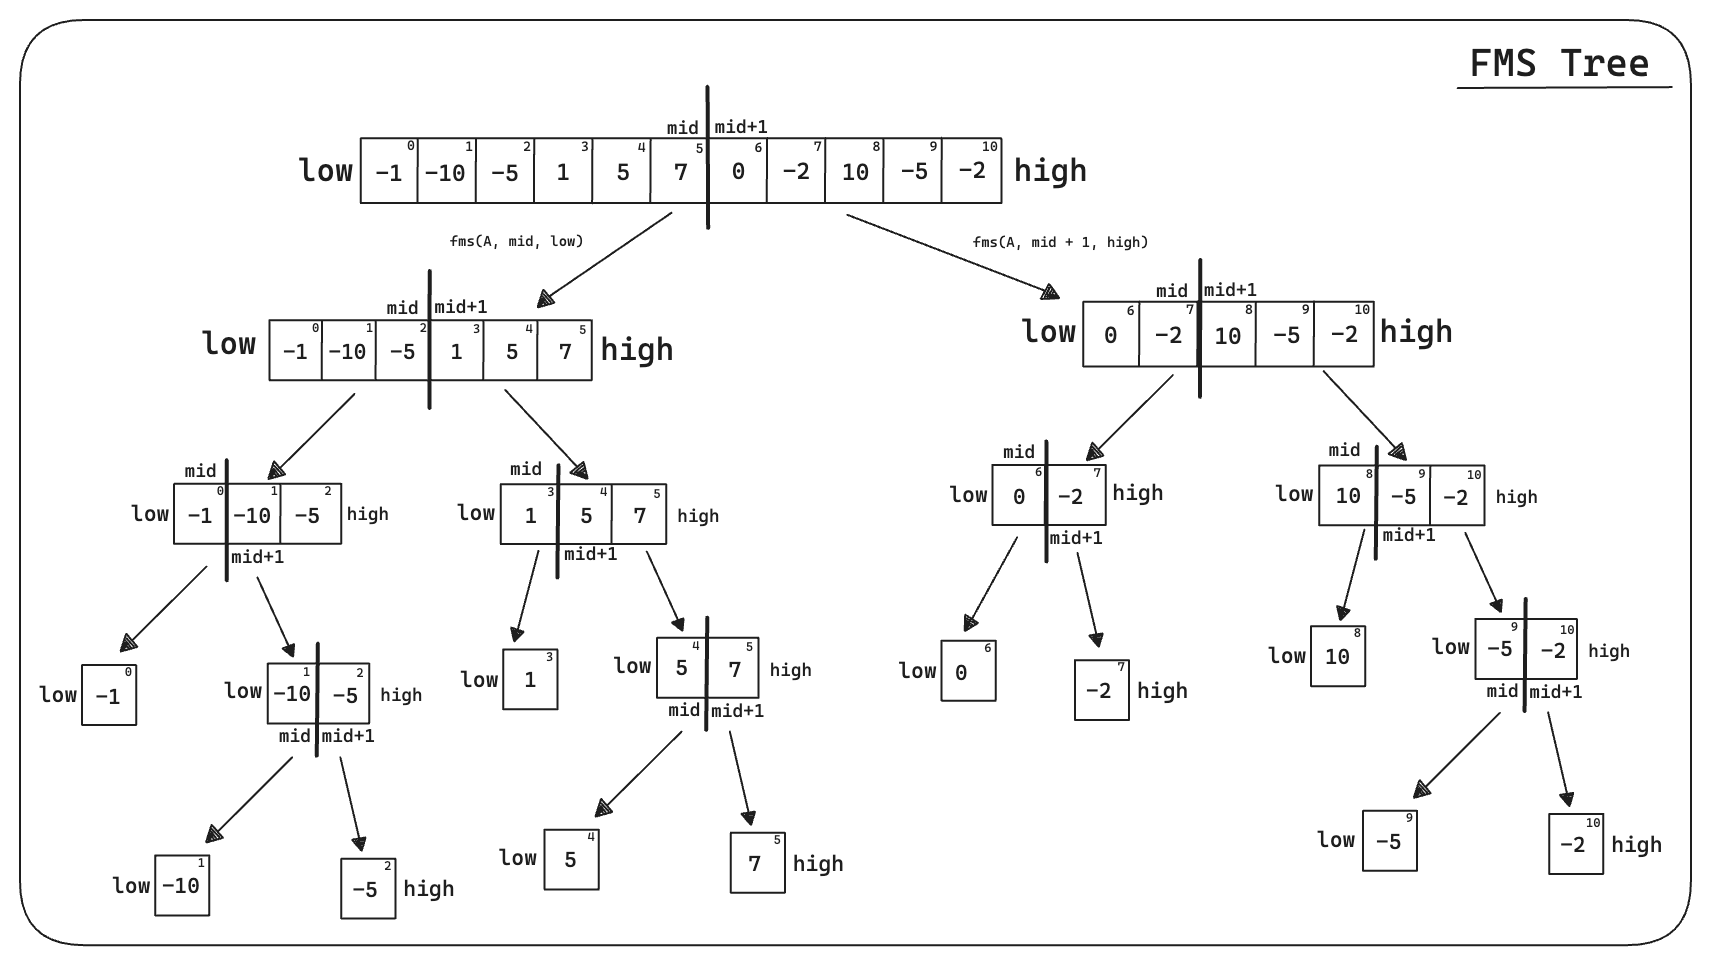 FMS Tree
mid mid+1
0 1 2 3 4 5 6 7 8 9 10
low −1 −10 −5 1 5 7 0 −2 10 −5 −2 high
fms(A, mid, low) fms(A, mid + 1, high)
mid mid+1
0 1 2 3 4 5
low −1 −10 −5 1 5 7 high
mid mid+1
6 7 8 9 10
low 0 −2 10 −5 −2 high
mid
0 1 2
low −1 −10 −5 high
mid+1
mid
3 4 5
low 1 5 7 high
mid+1
mid
6 7
low 0 −2 high
mid+1
mid
8 9 10
low 10 −5 −2 high
mid+1
0
low −1
1 2
low −10 −5 high
mid mid+1
3
low 1
4 5
low 5 7 high
mid mid+1
6
low 0
7
−2 high
8
low 10
9 10
low −5 −2 high
mid mid+1
1
low −10
2
−5 high
4
low 5
5
7 high
9
low −5
10
−2 high